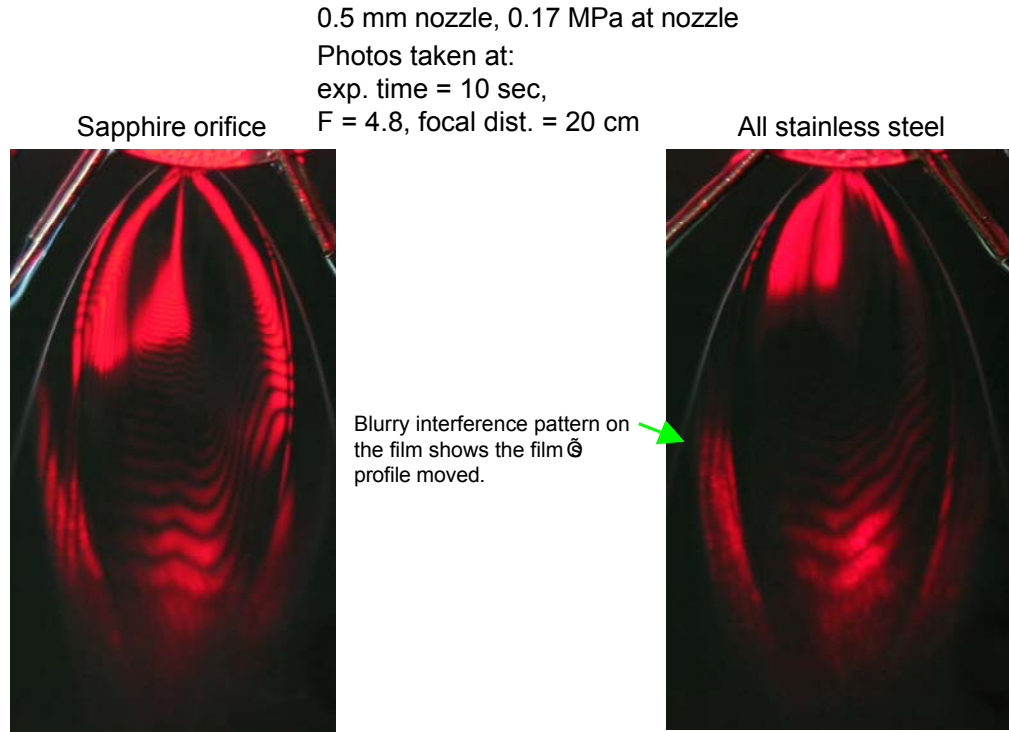 0.5 mm nozzle, 0.17 MPa at nozzle
Photos taken at:
exp. time = 10 sec,
F = 4.8, focal dist. = 20 cm
Sapphire orifice
All stainless steel
Blurry interference pattern on
the film shows the film
profile moved.